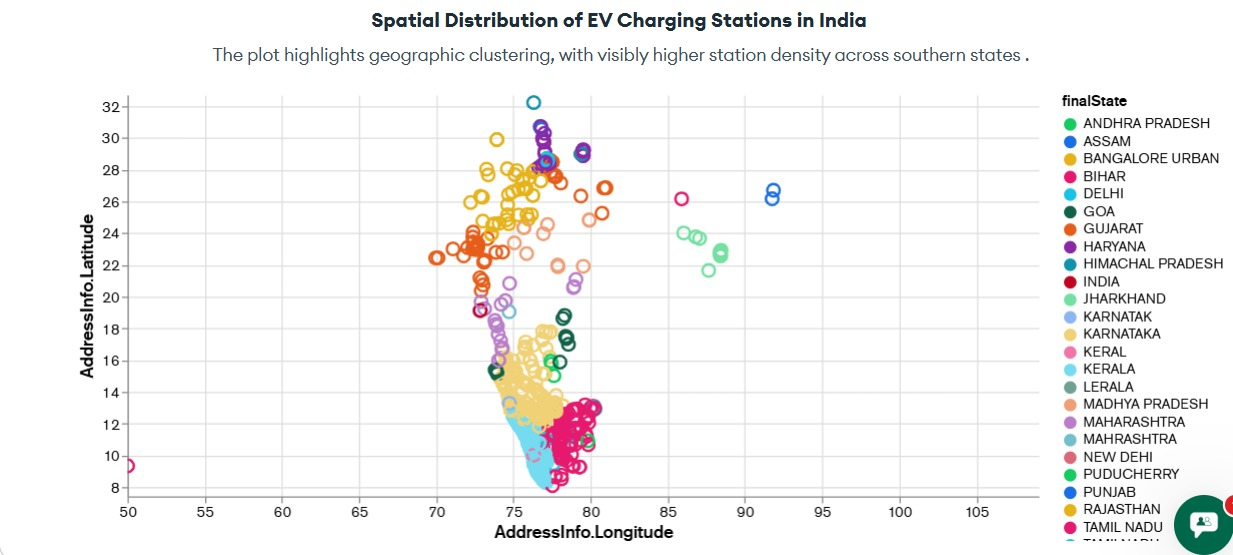 Spatial Distribution of EV Charging Stations in India
The plot highlights geographic clustering, with visibly higher station density across southern states .
finalState
ANDHRA PRADESH
ASSAM
BANGALORE URBAN
BIHAR
DELHI
GOA
GUJARAT
HARYANA
HIMACHAL PRADESH
INDIA
JHARKHAND
KARNATAK
KARNATAKA
KERAL
KERALA
LERALA
MADHYA PRADESH
MAHARASHTRA
MAHRASHTRA
NEW DEHI
PUDUCHERRY
PUNJAB
RAJASTHAN
TAMIL NADU
AddressInfo.Latitude
32
30
28
26
24
22
20
18
16
14
12
10
8
50 55 60 65 70 75 80 85 90 95 100 105
AddressInfo.Longitude